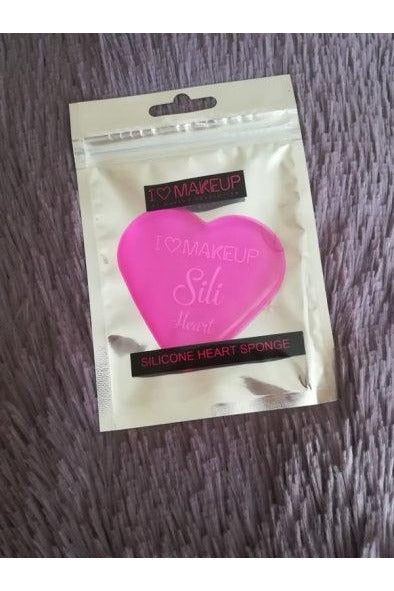 I♡MAKEUP
I♡MAKEUP
Sili
Heart
SILICONE HEART SPONGE